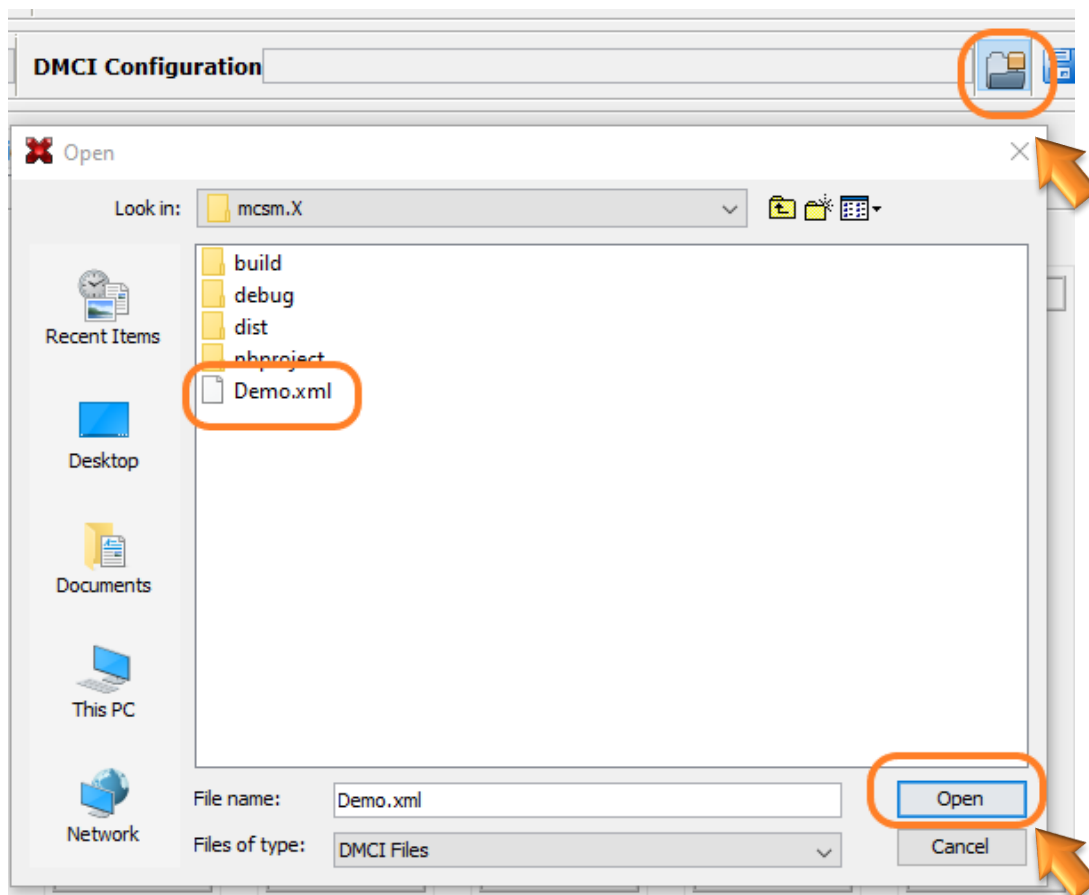 DMCI Configuration
Open
Look in:
mcsm.X
build
debug
dist
nbproject
Demo.xml
Recent Items
Desktop
Documents
This PC
Network
File name:
Demo.xml
Open
Files of type:
DMCI Files
Cancel